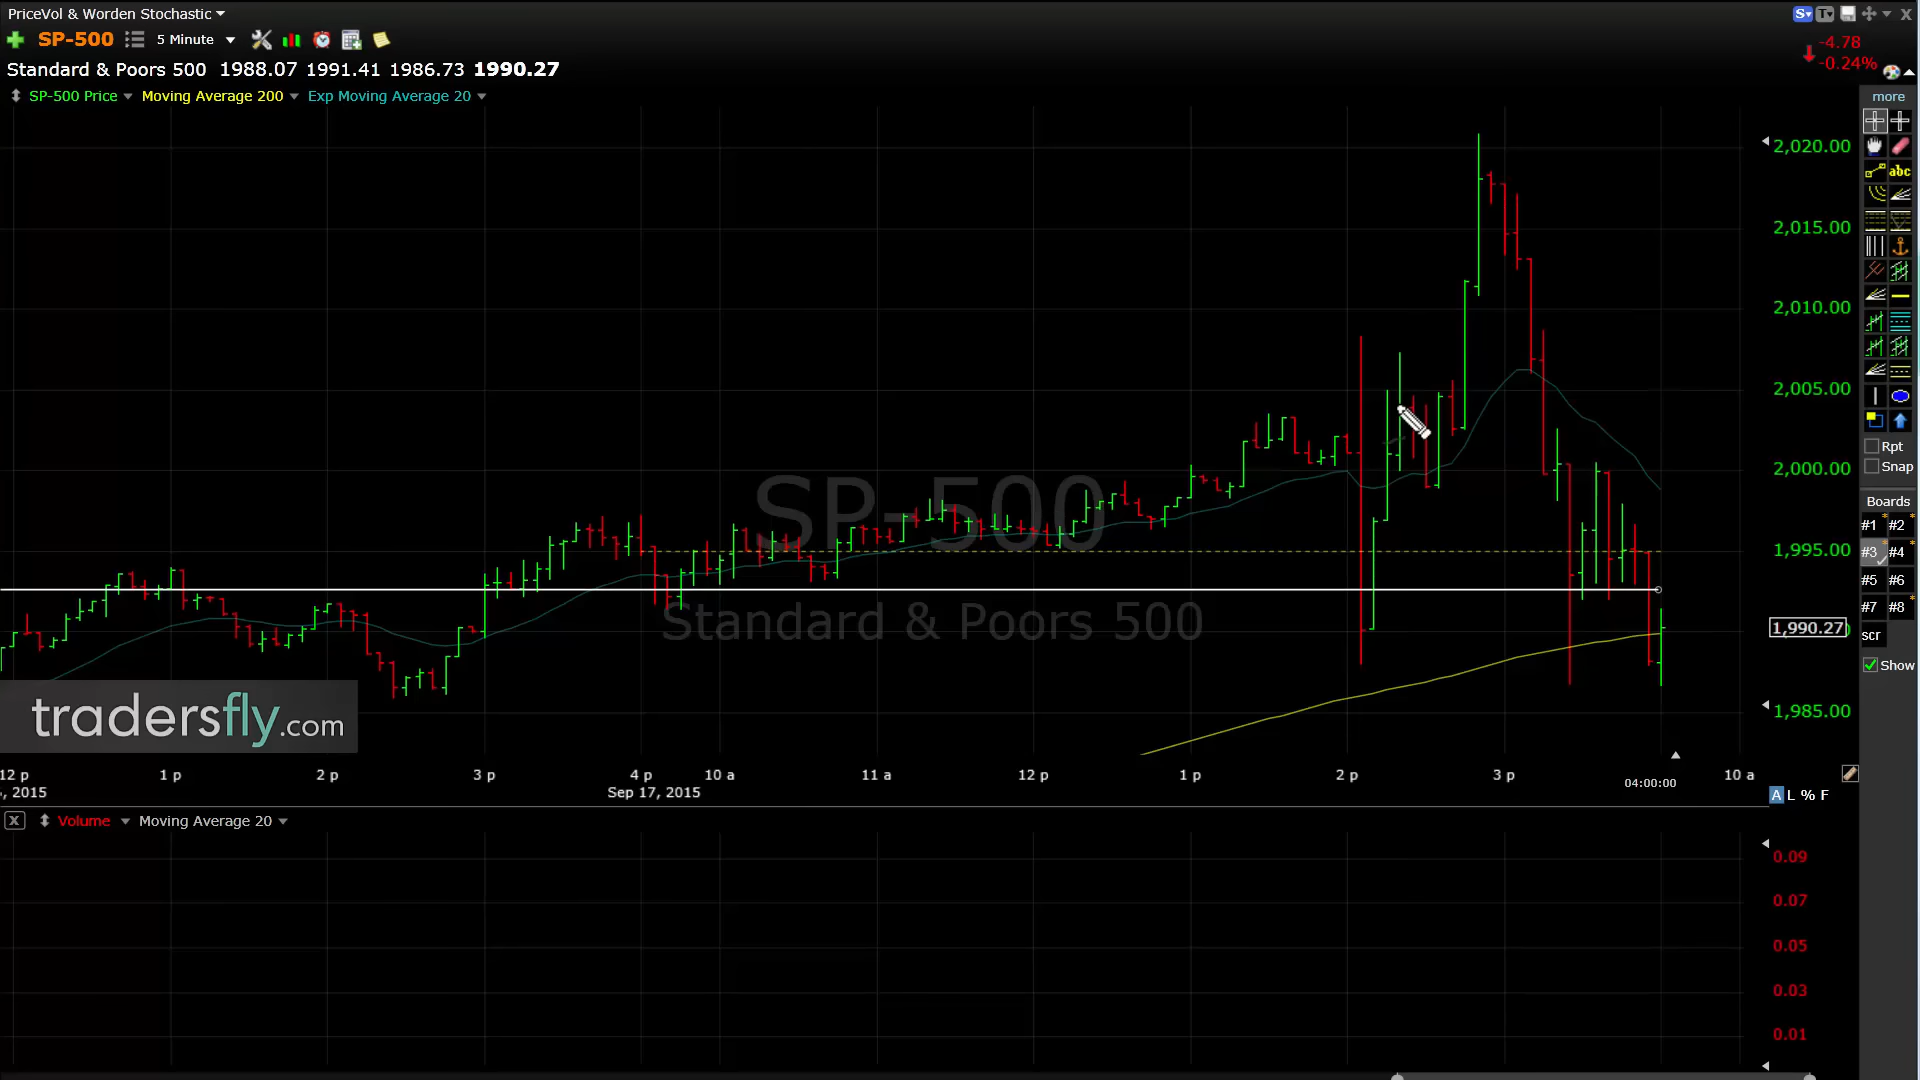 PriceVol & Worden Stochastic
SP-500 5 Minute
Standard & Poors 500 1988.07 1991.41 1986.73 1990.27
SP-500 Price Moving Average 200 Exp Moving Average 20
S T X
-4.78
-0.24%
more
abc
Rpt
Snap
Boards
#1 #2
#3 #4
#5 #6
#7 #8
scr
Show
2,020.00
2,015.00
2,010.00
2,005.00
2,000.00
1,995.00
1,990.27
1,985.00
SP-500
Standard & Poors 500
tradersfly.com
12 p 1 p 2 p 3 p 4 p 10 a 11 a 12 p 1 p 2 p 3 p 04:00:00 10 a
, 2015 Sep 17, 2015
A L % F
X Volume Moving Average 20
0.09
0.07
0.05
0.03
0.01